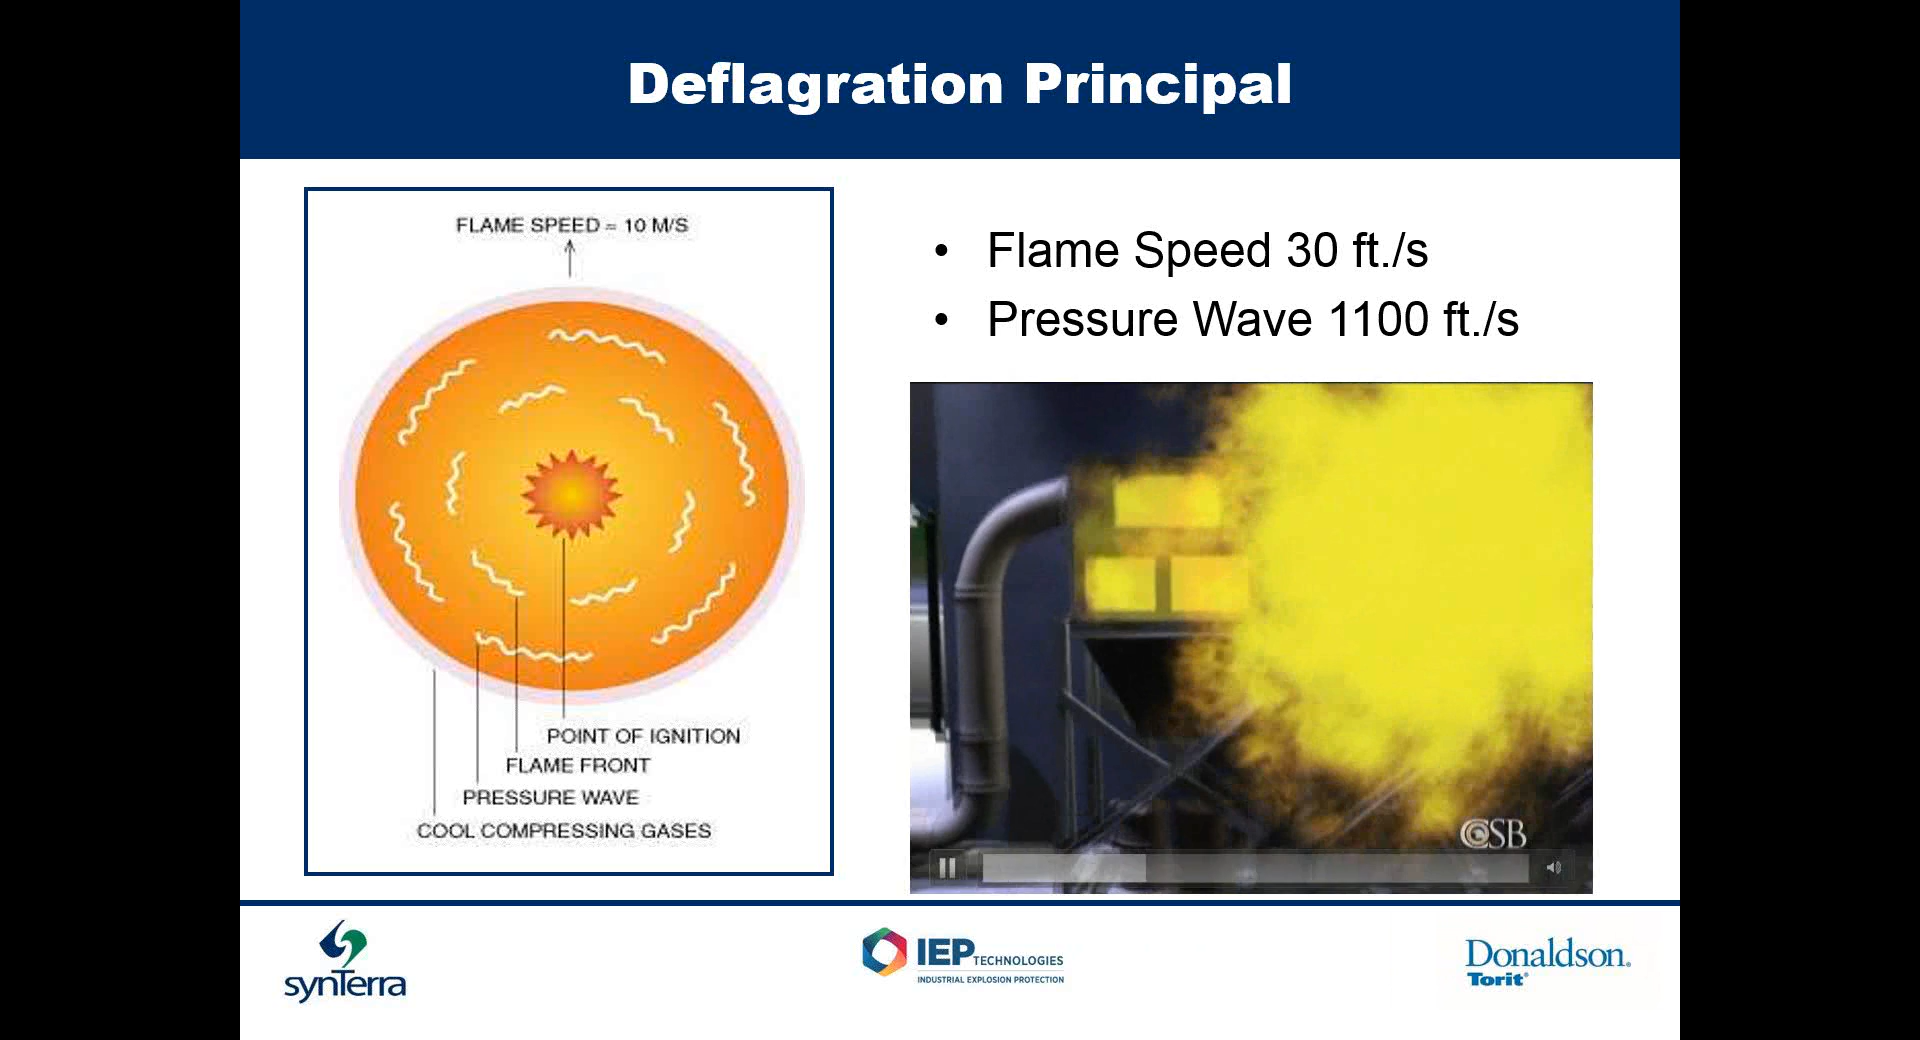 Deflagration Principal
FLAME SPEED = 10 M/S
POINT OF IGNITION
FLAME FRONT
PRESSURE WAVE
COOL COMPRESSING GASES
• Flame Speed 30 ft./s
• Pressure Wave 1100 ft./s
CSB
synTerra
IEP TECHNOLOGIES
INDUSTRIAL EXPLOSION PROTECTION
Donaldson.
Torit